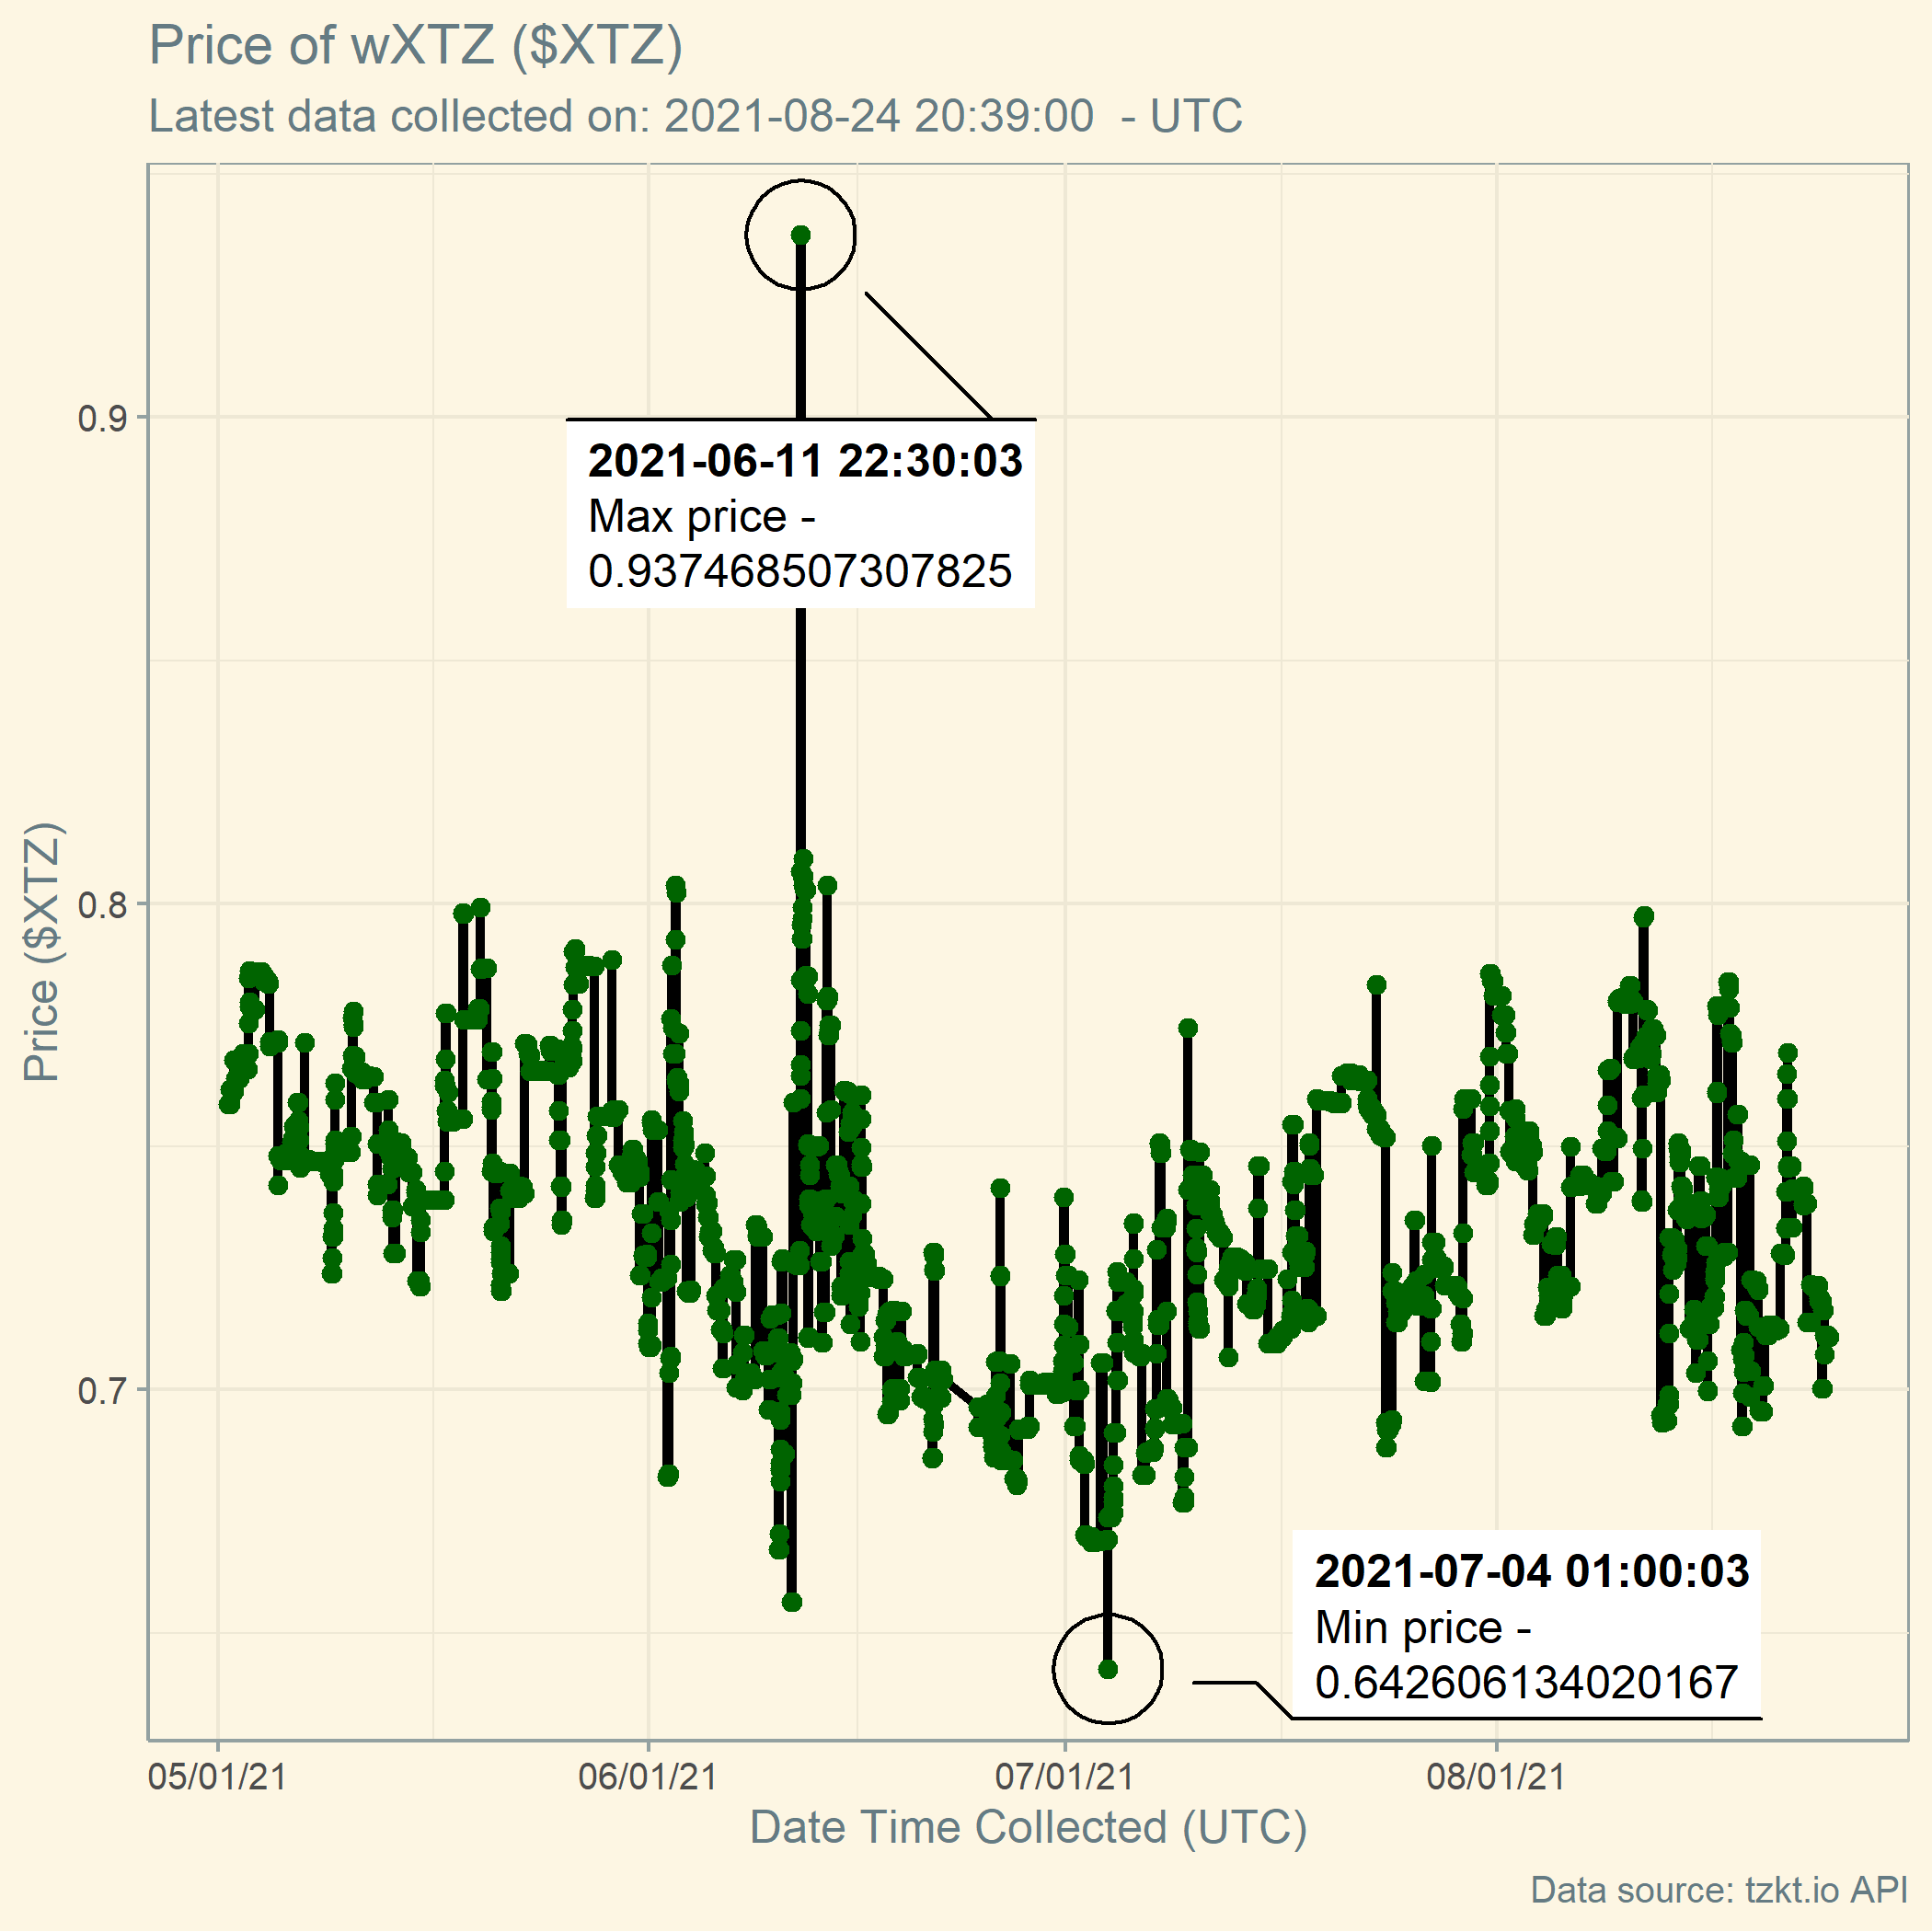 Price of wXTZ ($XTZ)
Latest data collected on: 2021-08-24 20:39:00  - UTC
Price ($XTZ)
0.9
0.8
0.7
2021-06-11 22:30:03
Max price -
0.937468507307825
2021-07-04 01:00:03
Min price -
0.642606134020167
05/01/21
06/01/21
07/01/21
08/01/21
Date Time Collected (UTC)
Data source: tzkt.io API